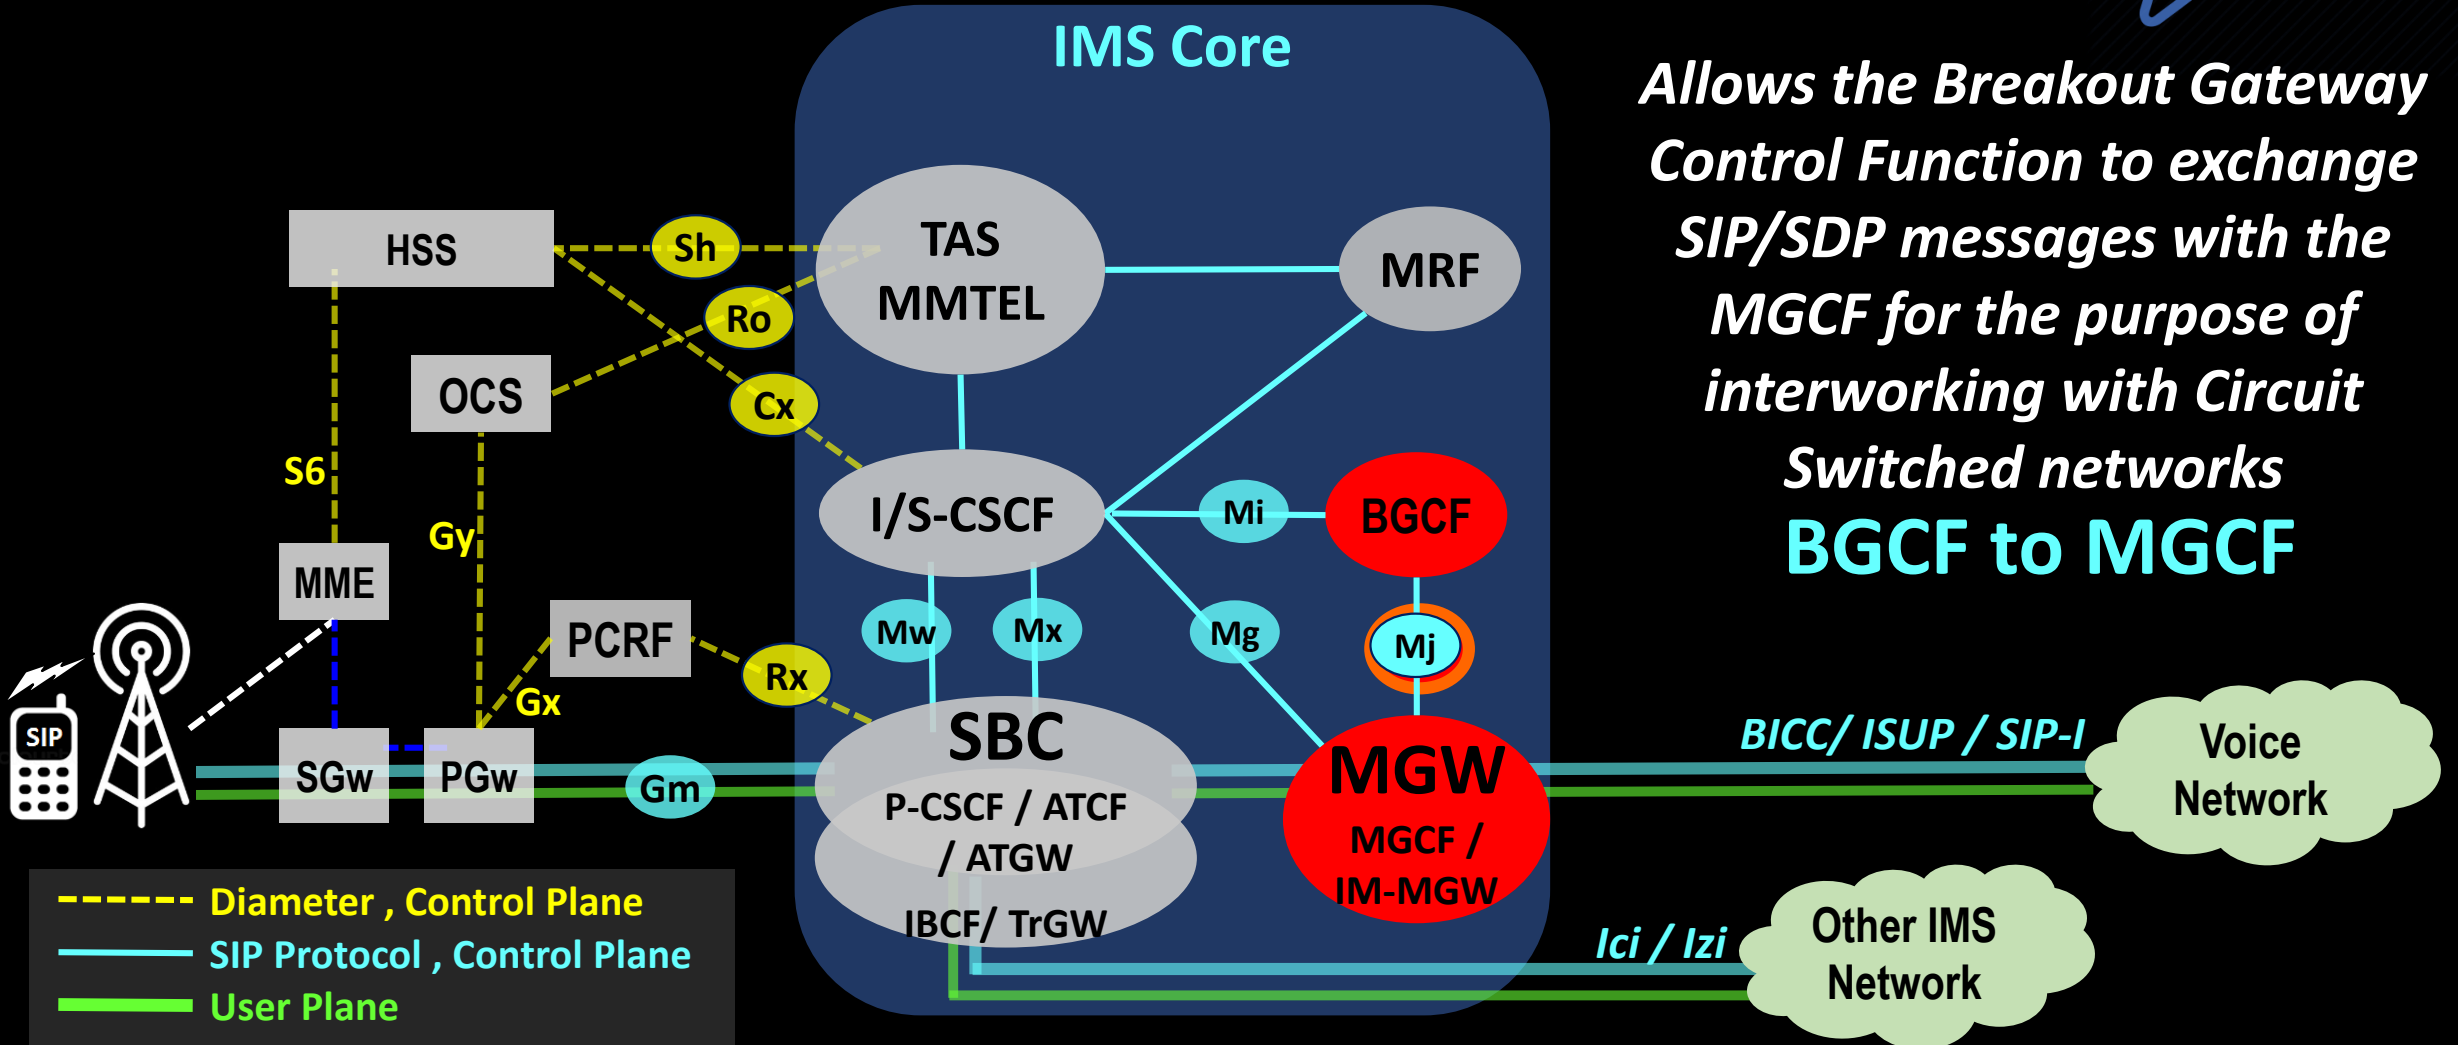 IMS Core
Allows the Breakout Gateway
Control Function to exchange
SIP/SDP messages with the
MGCF for the purpose of
interworking with Circuit
Switched networks
BGCF to MGCF
HSS
Sh
TAS
MMTEL
MRF
Ro
OCS
Cx
S6
I/S-CSCF
Mi
BGCF
Gy
MME
PCRF
Mw
Mx
Mg
Mj
Rx
Gx
SIP
SGw
PGw
Gm
SBC
P-CSCF / ATCF
/ ATGW
IBCF/ TrGW
MGW
MGCF /
IM-MGW
BICC/ ISUP / SIP-I
Voice
Network
Ici / Izi
Other IMS
Network
Diameter , Control Plane
SIP Protocol , Control Plane
User Plane